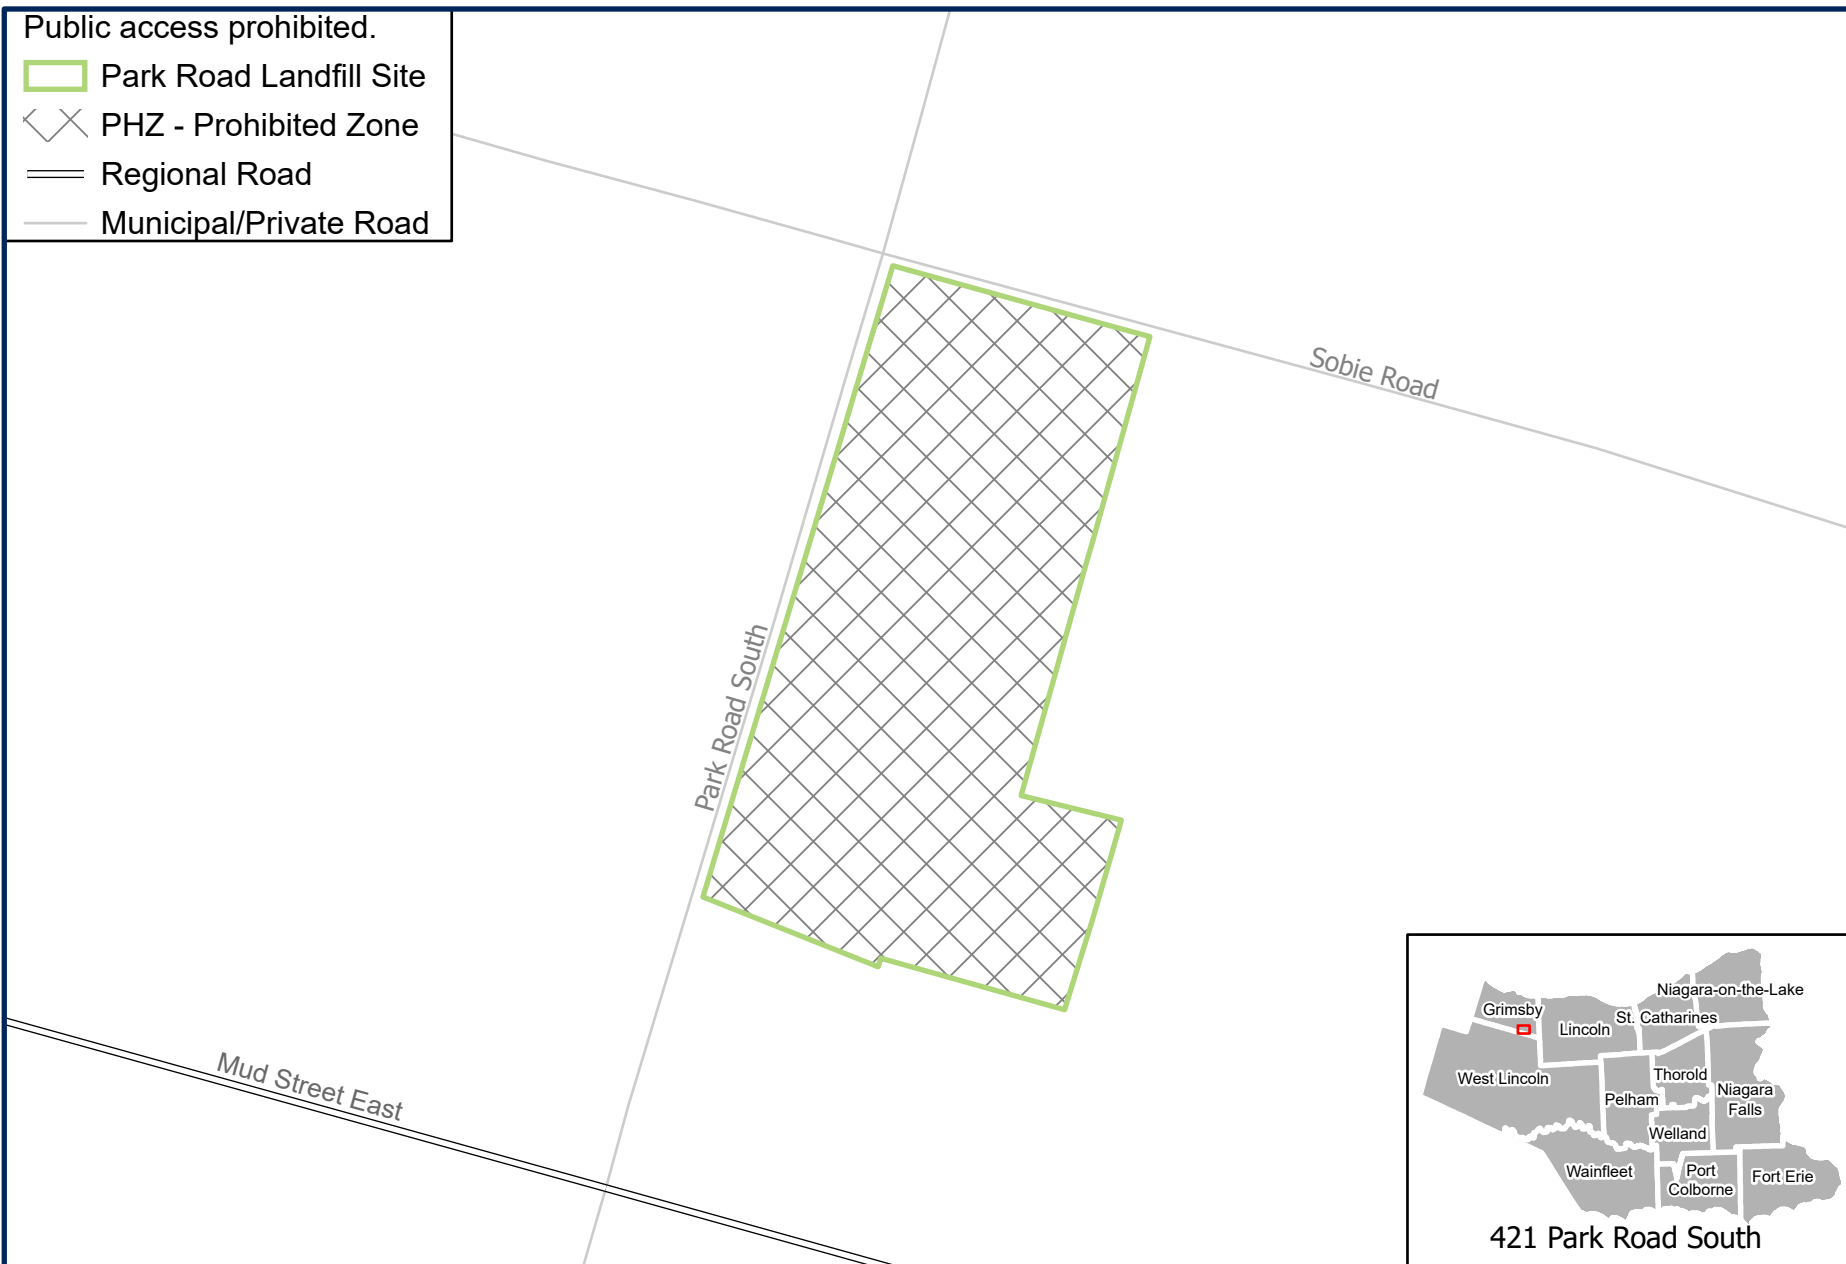 Public access prohibited.
Park Road Landfill Site
PHZ - Prohibited Zone
Regional Road
Municipal/Private Road
Sobie Road
Park Road South
Mud Street East
Niagara-on-the-Lake
Grimsby
St. Catharines
Lincoln
West Lincoln
Thorold
Pelham
Niagara
Falls
Welland
Wainfleet
Port
Colborne
Fort Erie
421 Park Road South